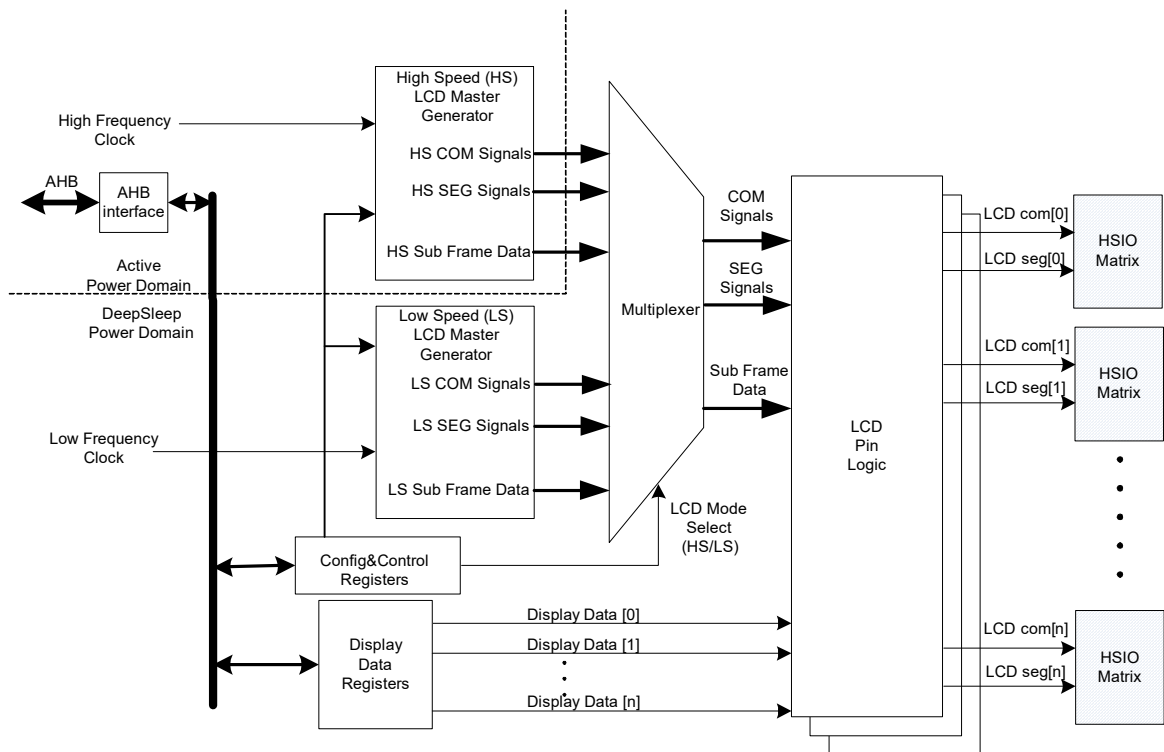 High Speed (HS)
LCD Master
Generator
High Frequency
Clock
HS COM Signals
HS SEG Signals
HS Sub Frame Data
AHB
AHB
interface
Active
Power Domain
DeepSleep
Power Domain
Low Speed (LS)
LCD Master
Generator
LS COM Signals
LS SEG Signals
LS Sub Frame Data
Low Frequency
Clock
Multiplexer
COM
Signals
SEG
Signals
Sub Frame
Data
LCD Mode
Select
(HS/LS)
Config&Control
Registers
Display
Data
Registers
Display Data [0]
Display Data [1]
Display Data [n]
LCD
Pin
Logic
LCD com[0]
LCD seg[0]
HSIO
Matrix
LCD com[1]
LCD seg[1]
HSIO
Matrix
LCD com[n]
LCD seg[n]
HSIO
Matrix